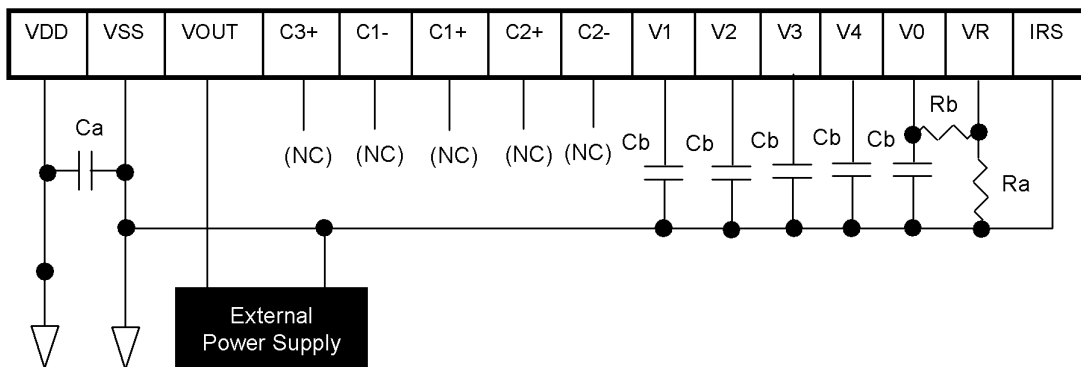 VDD VSS VOUT C3+ C1- C1+ C2+ C2- V1 V2 V3 V4 V0 VR IRS
Ca
(NC) (NC) (NC) (NC) (NC)
Cb Cb Cb Cb Cb
Rb
Ra
External
Power Supply